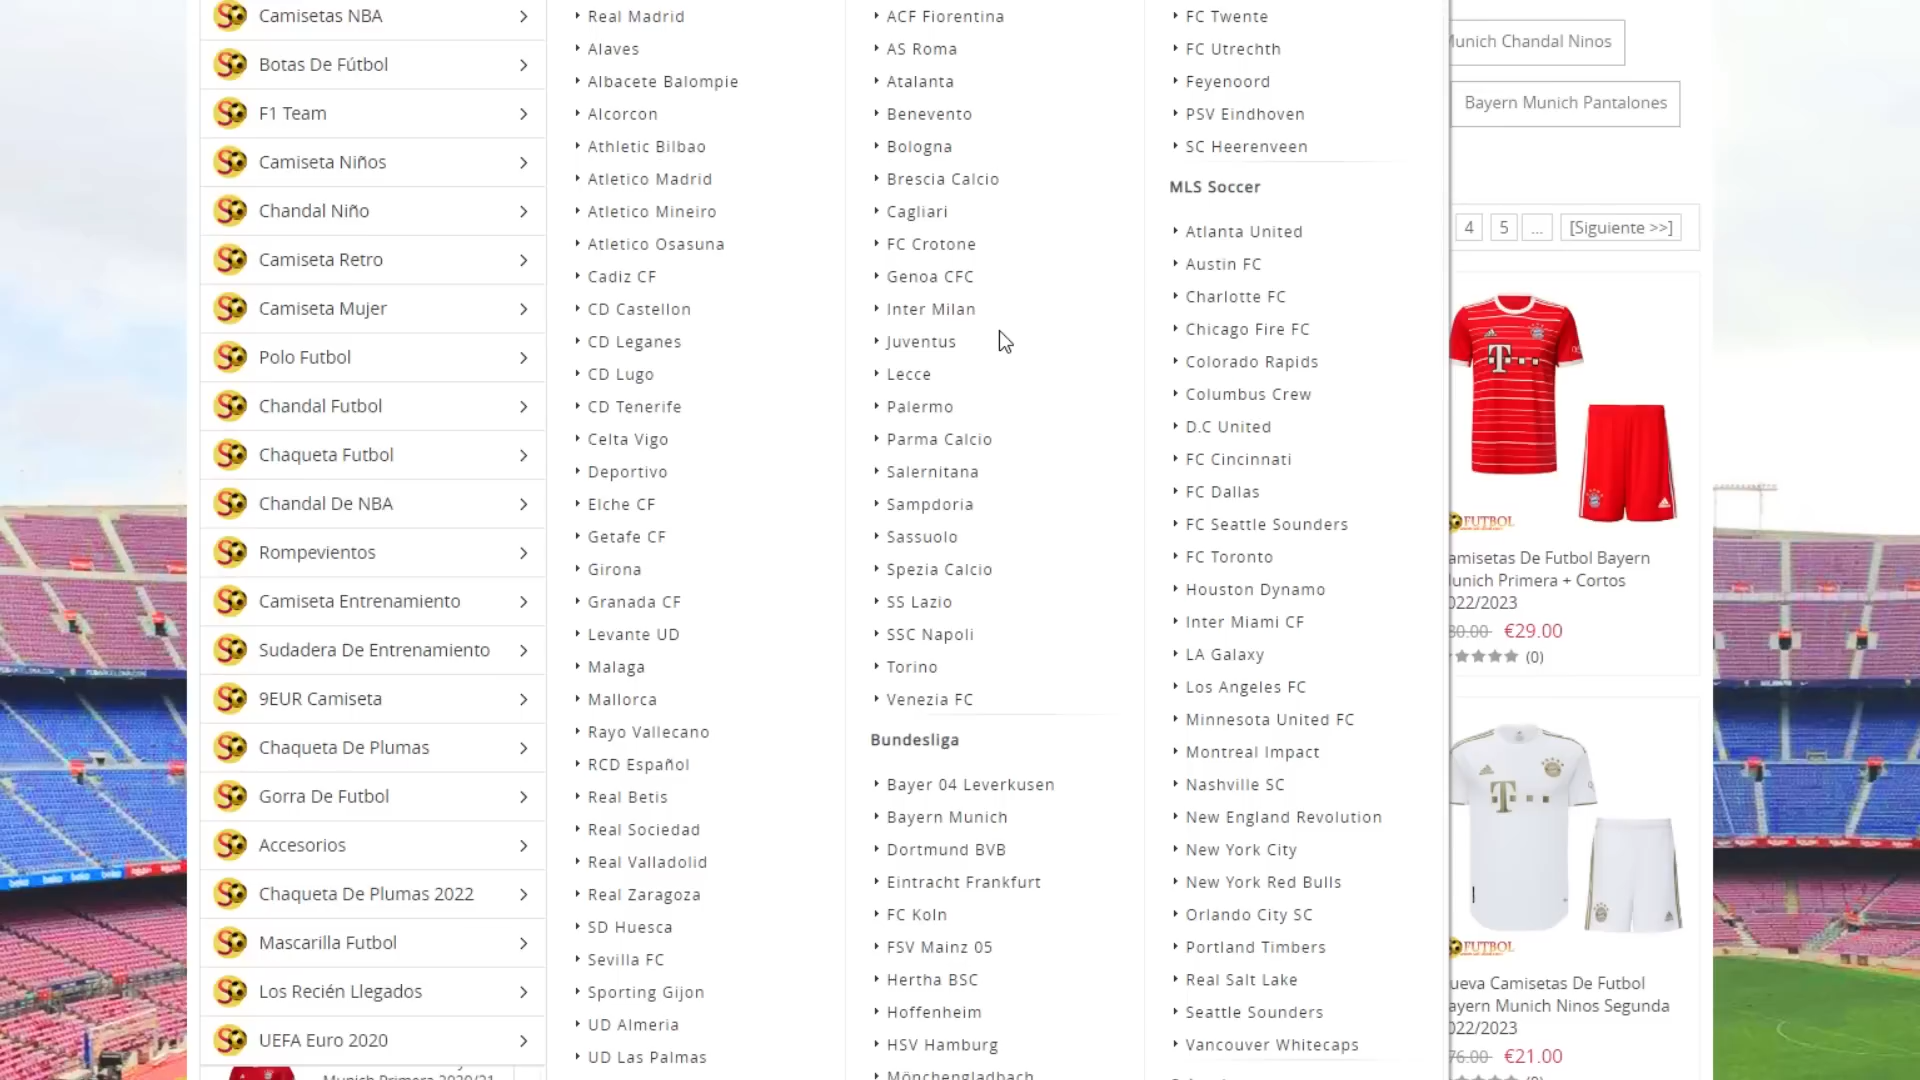 Camisetas NBA
Botas De Fútbol
F1 Team
Camiseta Niños
Chandal Niño
Camiseta Retro
Camiseta Mujer
Polo Futbol
Chandal Futbol
Chaqueta Futbol
Chandal De NBA
Rompevientos
Camiseta Entrenamiento
Sudadera De Entrenamiento
9EUR Camiseta
Chaqueta De Plumas
Gorra De Futbol
Accesorios
Chaqueta De Plumas 2022
Mascarilla Futbol
Los Recién Llegados
UEFA Euro 2020
Munich Primera 2020/21
Real Madrid
Alaves
Albacete Balompie
Alcorcon
Athletic Bilbao
Atletico Madrid
Atletico Mineiro
Atletico Osasuna
Cadiz CF
CD Castellon
CD Leganes
CD Lugo
CD Tenerife
Celta Vigo
Deportivo
Elche CF
Getafe CF
Girona
Granada CF
Levante UD
Malaga
Mallorca
Rayo Vallecano
RCD Español
Real Betis
Real Sociedad
Real Valladolid
Real Zaragoza
SD Huesca
Sevilla FC
Sporting Gijon
UD Almeria
UD Las Palmas
ACF Fiorentina
AS Roma
Atalanta
Benevento
Bologna
Brescia Calcio
Cagliari
FC Crotone
Genoa CFC
Inter Milan
Juventus
Lecce
Palermo
Parma Calcio
Salernitana
Sampdoria
Sassuolo
Spezia Calcio
SS Lazio
SSC Napoli
Torino
Venezia FC
Bundesliga
Bayer 04 Leverkusen
Bayern Munich
Dortmund BVB
Eintracht Frankfurt
FC Koln
FSV Mainz 05
Hertha BSC
Hoffenheim
HSV Hamburg
Mönchengladbach
FC Twente
FC Utrechth
Feyenoord
PSV Eindhoven
SC Heerenveen
MLS Soccer
Atlanta United
Austin FC
Charlotte FC
Chicago Fire FC
Colorado Rapids
Columbus Crew
D.C United
FC Cincinnati
FC Dallas
FC Seattle Sounders
FC Toronto
Houston Dynamo
Inter Miami CF
LA Galaxy
Los Angeles FC
Minnesota United FC
Montreal Impact
Nashville SC
New England Revolution
New York City
New York Red Bulls
Orlando City SC
Portland Timbers
Real Salt Lake
Seattle Sounders
Vancouver Whitecaps
Munich Chandal Ninos
Bayern Munich Pantalones
4 5 ... [Siguiente >>]
T
FUTBOL
amisetas De Futbol Bayern
unich Primera + Cortos
022/2023
80.00 €29.00
(0)
T
FUTBOL
ueva Camisetas De Futbol
ayern Munich Ninos Segunda
022/2023
76.00 €21.00
(0)